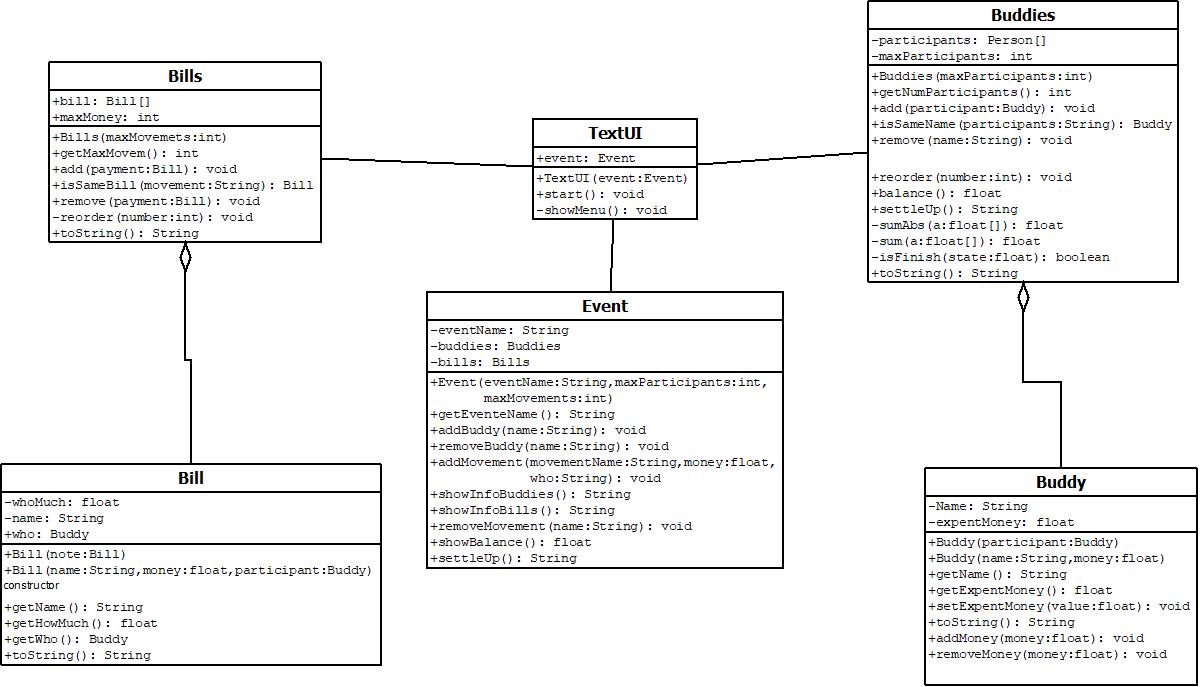 Buddies
-participants: Person[]
-maxParticipants: int
+Buddies(maxParticipants:int)
+getNumParticipants(): int
+add(participant:Buddy): void
+isSameName(participants:String): Buddy
+remove(name:String): void
+reorder(number:int): void
+balance(): float
+settleUp(): String
-sumAbs(a:float[]): float
-sum(a:float[]): float
-isFinish(state:float): boolean
+toString(): String
Bills
+bill: Bill[]
+maxMoney: int
+Bills(maxMovemets:int)
+getMaxMovem(): int
+add(payment:Bill): void
+isSameBill(movement:String): Bill
+remove(payment:Bill): void
-reorder(number:int): void
+toString(): String
TextUI
+event: Event
+TextUI(event:Event)
+start(): void
-showMenu(): void
Event
-eventName: String
-buddies: Buddies
-bills: Bills
+Event(eventName:String,maxParticipants:int,
maxMovements:int)
+getEventeName(): String
+addBuddy(name:String): void
+removeBuddy(name:String): void
+addMovement(movementName:String,money:float,
who:String): void
+showInfoBuddies(): String
+showInfoBills(): String
+removeMovement(name:String): void
+showBalance(): float
+settleUp(): String
Bill
-whoMuch: float
-name: String
+who: Buddy
+Bill(note:Bill)
+Bill(name:String,money:float,participant:Buddy)
constructor
+getName(): String
+getHowMuch(): float
+getWho(): Buddy
+toString(): String
Buddy
-Name: String
-expentMoney: float
+Buddy(participant:Buddy)
+Buddy(name:String,money:float)
+getName(): String
+getExpentMoney(): float
+setExpentMoney(value:float): void
+toString(): String
+addMoney(money:float): void
+removeMoney(money:float): void